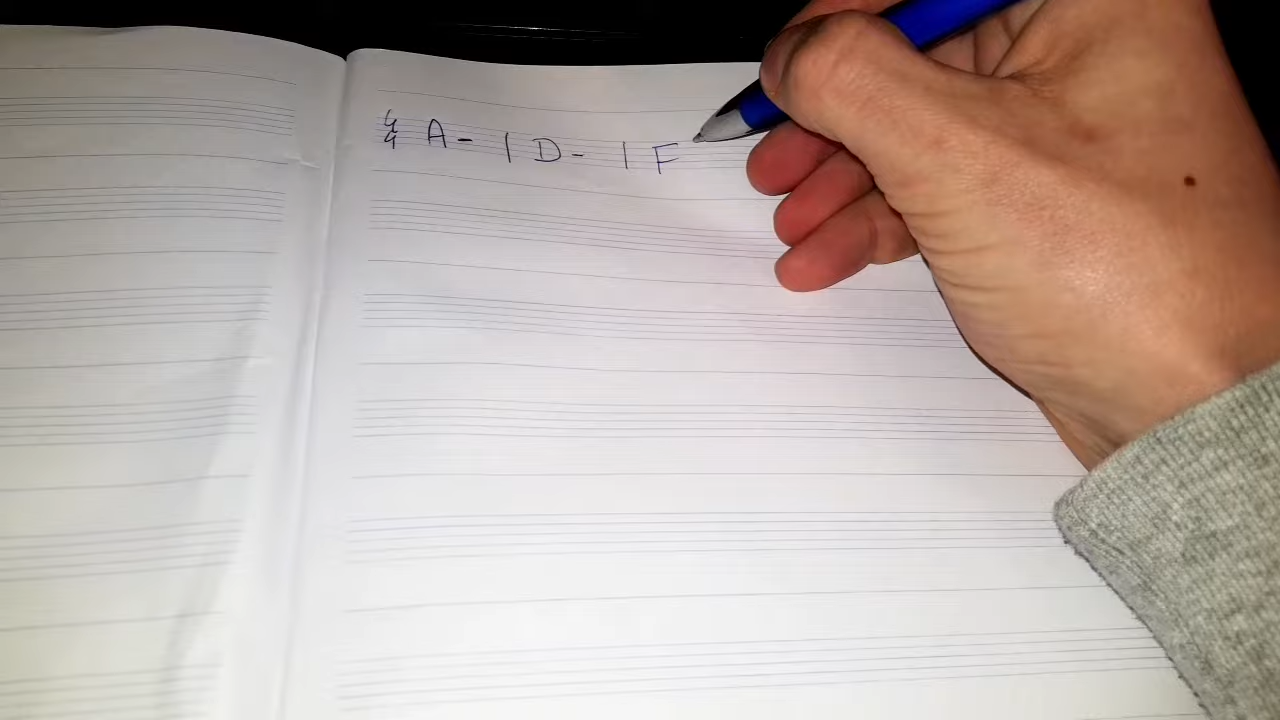 4/4 A- | D- | F